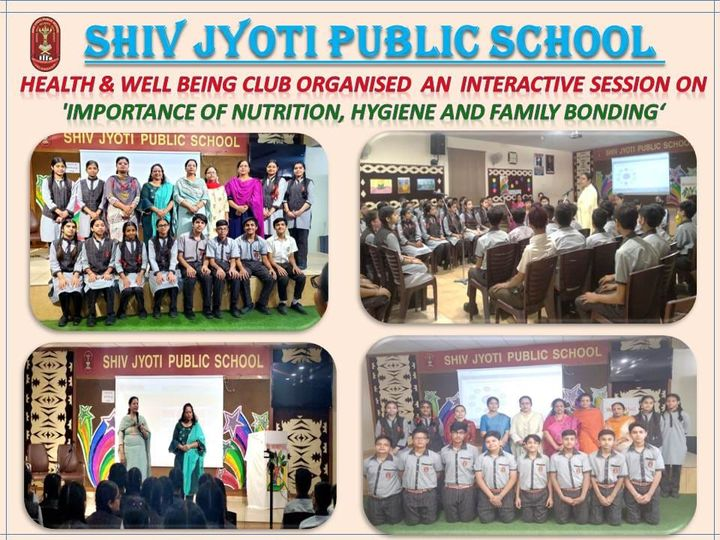 SHIV JYOTI PUBLIC SCHOOL
HEALTH & WELL BEING CLUB ORGANISED AN INTERACTIVE SESSION ON
'IMPORTANCE OF NUTRITION, HYGIENE AND FAMILY BONDING‘
SHIV JYOTI PUBLIC SCHOOL
SHIV JYOTI PUBLIC SCHOOL
SHIV JYOTI PUBLIC SCHOOL
SHIV JYOTI PUBLIC SCHOOL